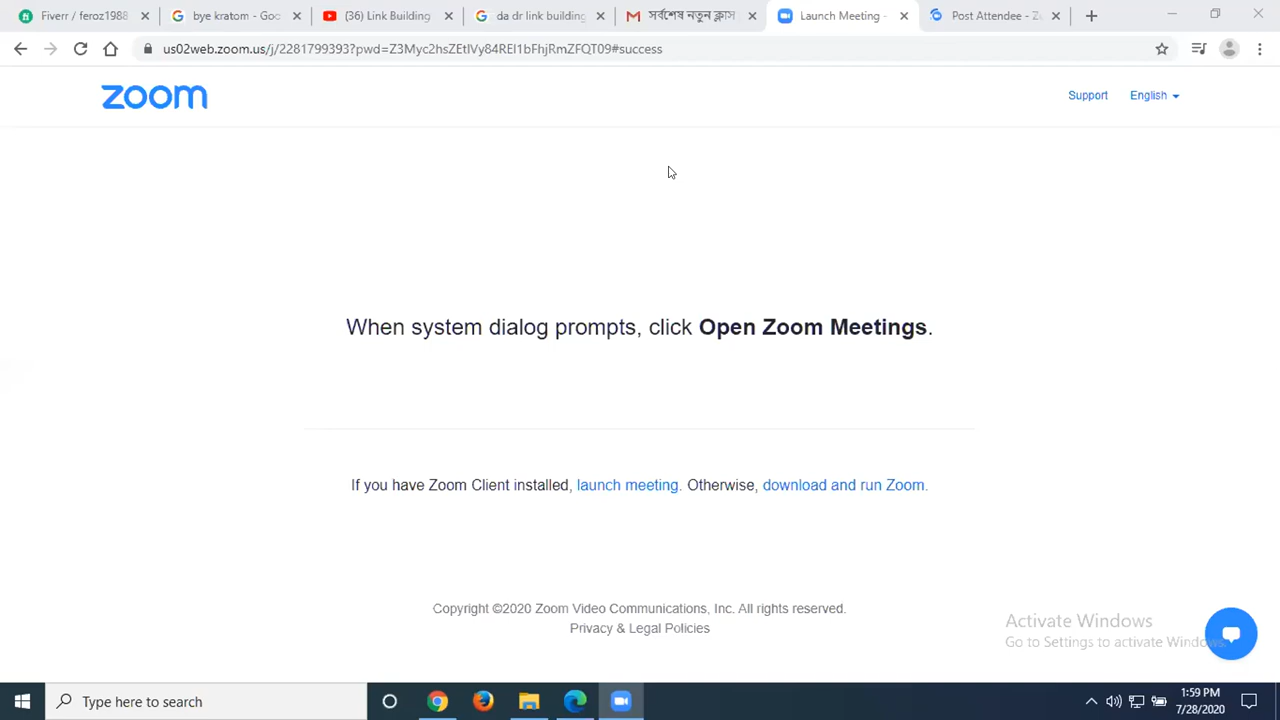 Fiverr / feroz1988
bye kratom - Goo
(36) Link Building
da dr link building
সর্বশেষ নতুন ক্লাস
Launch Meeting -
Post Attendee - Zo
us02web.zoom.us/j/2281799393?pwd=Z3Myc2hsZEtIVy84REI1bFhjRmZFQT09#success
zoom
Support
English
When system dialog prompts, click Open Zoom Meetings.
If you have Zoom Client installed, launch meeting. Otherwise, download and run Zoom.
Copyright ©2020 Zoom Video Communications, Inc. All rights reserved.
Privacy & Legal Policies
Activate Windows
Go to Settings to activate Windows.
Type here to search
1:59 PM
7/28/2020